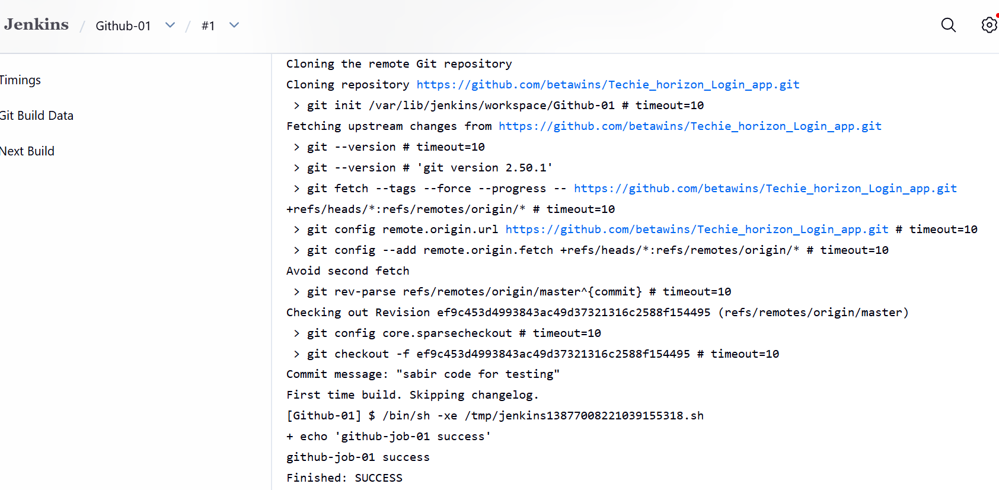 Jenkins / Github-01 / #1
Timings
Git Build Data
Next Build
Cloning the remote Git repository
Cloning repository https://github.com/betawins/Techie_horizon_Login_app.git
> git init /var/lib/jenkins/workspace/Github-01 # timeout=10
Fetching upstream changes from https://github.com/betawins/Techie_horizon_Login_app.git
> git --version # timeout=10
> git --version # 'git version 2.50.1'
> git fetch --tags --force --progress -- https://github.com/betawins/Techie_horizon_Login_app.git
+refs/heads/*:refs/remotes/origin/* # timeout=10
> git config remote.origin.url https://github.com/betawins/Techie_horizon_Login_app.git # timeout=10
> git config --add remote.origin.fetch +refs/heads/*:refs/remotes/origin/* # timeout=10
Avoid second fetch
> git rev-parse refs/remotes/origin/master^{commit} # timeout=10
Checking out Revision ef9c453d4993843ac49d37321316c2588f154495 (refs/remotes/origin/master)
> git config core.sparsecheckout # timeout=10
> git checkout -f ef9c453d4993843ac49d37321316c2588f154495 # timeout=10
Commit message: "sabir code for testing"
First time build. Skipping changelog.
[Github-01] $ /bin/sh -xe /tmp/jenkins13877008221039155318.sh
+ echo 'github-job-01 success'
github-job-01 success
Finished: SUCCESS